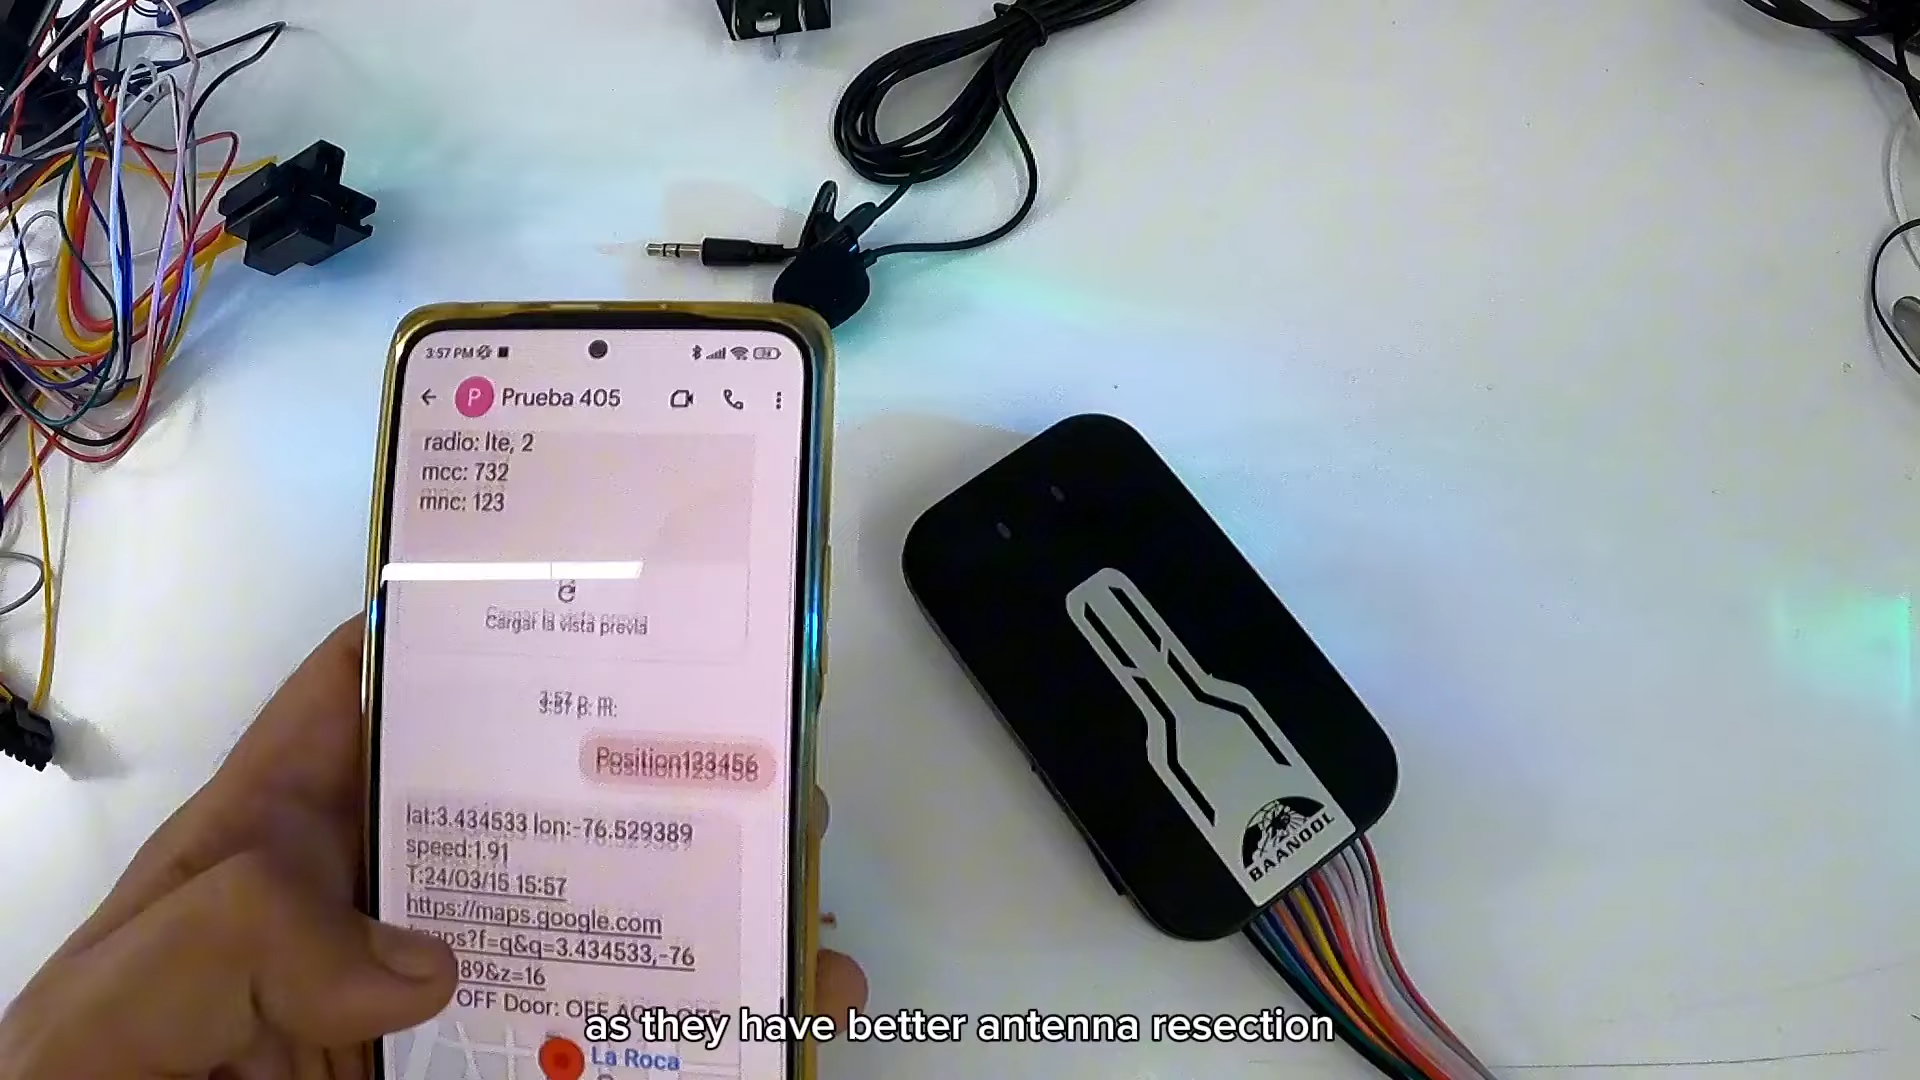 3:57 PM
P Prueba 405
radio: lte, 2
mcc: 732
mnc: 123
Cargar la vista previa
3:57 p. m.
Position123456
lat:3.434533 lon:-76.529389
speed:1.91
T:24/03/15 15:57
https://maps.google.com
ps?f=q&q=3.434533,-76
89&z=16
OFF Door: OFF
La Roca
BAANOOL
as they have better antenna resection